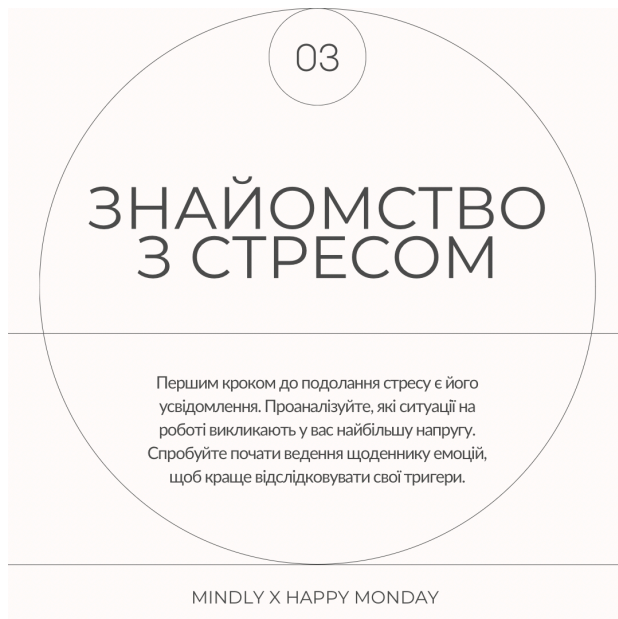 03
ЗНАЙОМСТВО
З СТРЕСОМ
Першим кроком до подолання стресу є його
усвідомлення. Проаналізуйте, які ситуації на
роботі викликають у вас найбільшу напругу.
Спробуйте почати ведення щоденнику емоцій,
щоб краще відслідковувати свої тригери.
MINDLY X HAPPY MONDAY